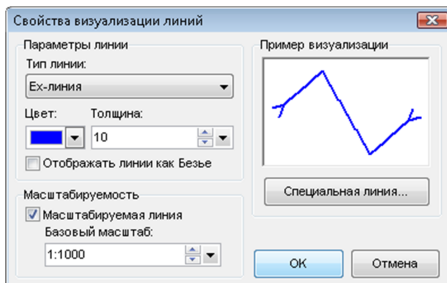 Свойства визуализации линий
Параметры линии
Тип линии:
Ex-линия
Цвет: Толщина:
10
Отображать линии как Безье
Масштабируемость
Масштабируемая линия
Базовый масштаб:
1:1000
Пример визуализации
Специальная линия...
OK Отмена